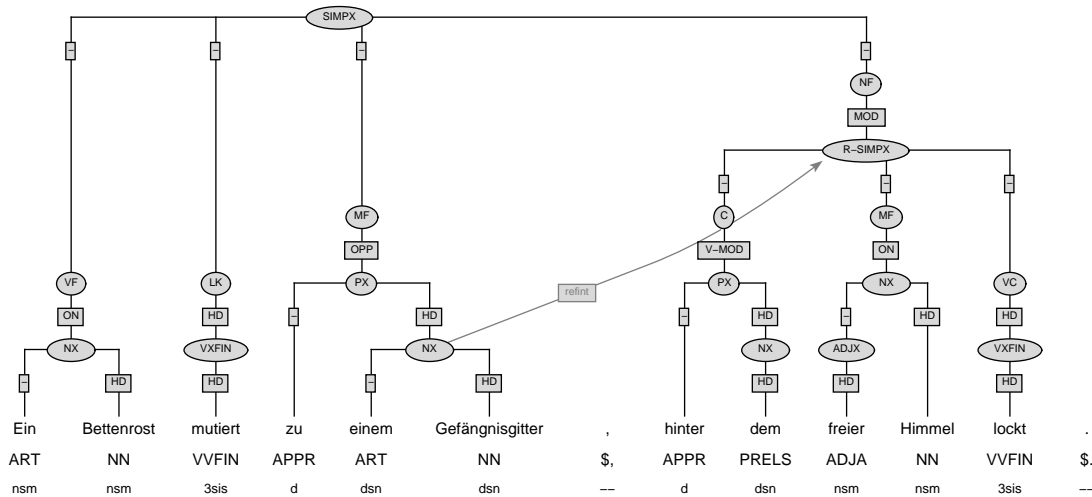 SIMPX
– – – –
NF
MOD
R–SIMPX
– – –
MF C MF
OPP V–MOD ON
VF LK PX refint PX NX VC
ON HD – HD – HD – HD HD
NX VXFIN NX NX ADJX VXFIN
– HD HD – HD HD HD HD
Ein Bettenrost mutiert zu einem Gefängnisgitter , hinter dem freier Himmel lockt .
ART NN VVFIN APPR ART NN $, APPR PRELS ADJA NN VVFIN $.
nsm nsm 3sis d dsn dsn –– d dsn nsm nsm 3sis ––